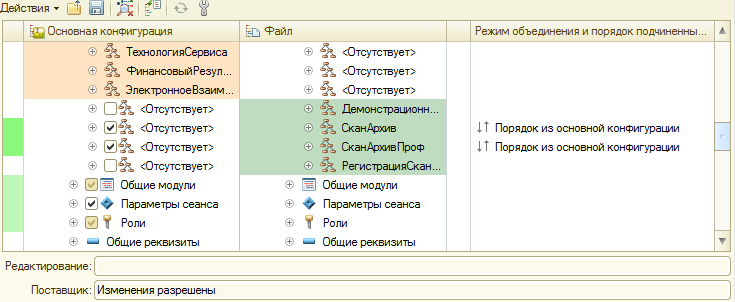 Действия
Основная конфигурация Файл Режим объединения и порядок подчиненны...
ТехнологияСервиса <Отсутствует>
ФинансовыйРезул... <Отсутствует>
ЭлектронноеВзаим... <Отсутствует>
<Отсутствует> Демонстрационн...
<Отсутствует> СканАрхив Порядок из основной конфигурации
<Отсутствует> СканАрхивПроф Порядок из основной конфигурации
<Отсутствует> РегистрацияСкан...
Общие модули Общие модули
Параметры сеанса Параметры сеанса
Роли Роли
Общие реквизиты Общие реквизиты
Редактирование:
Поставщик: Изменения разрешены